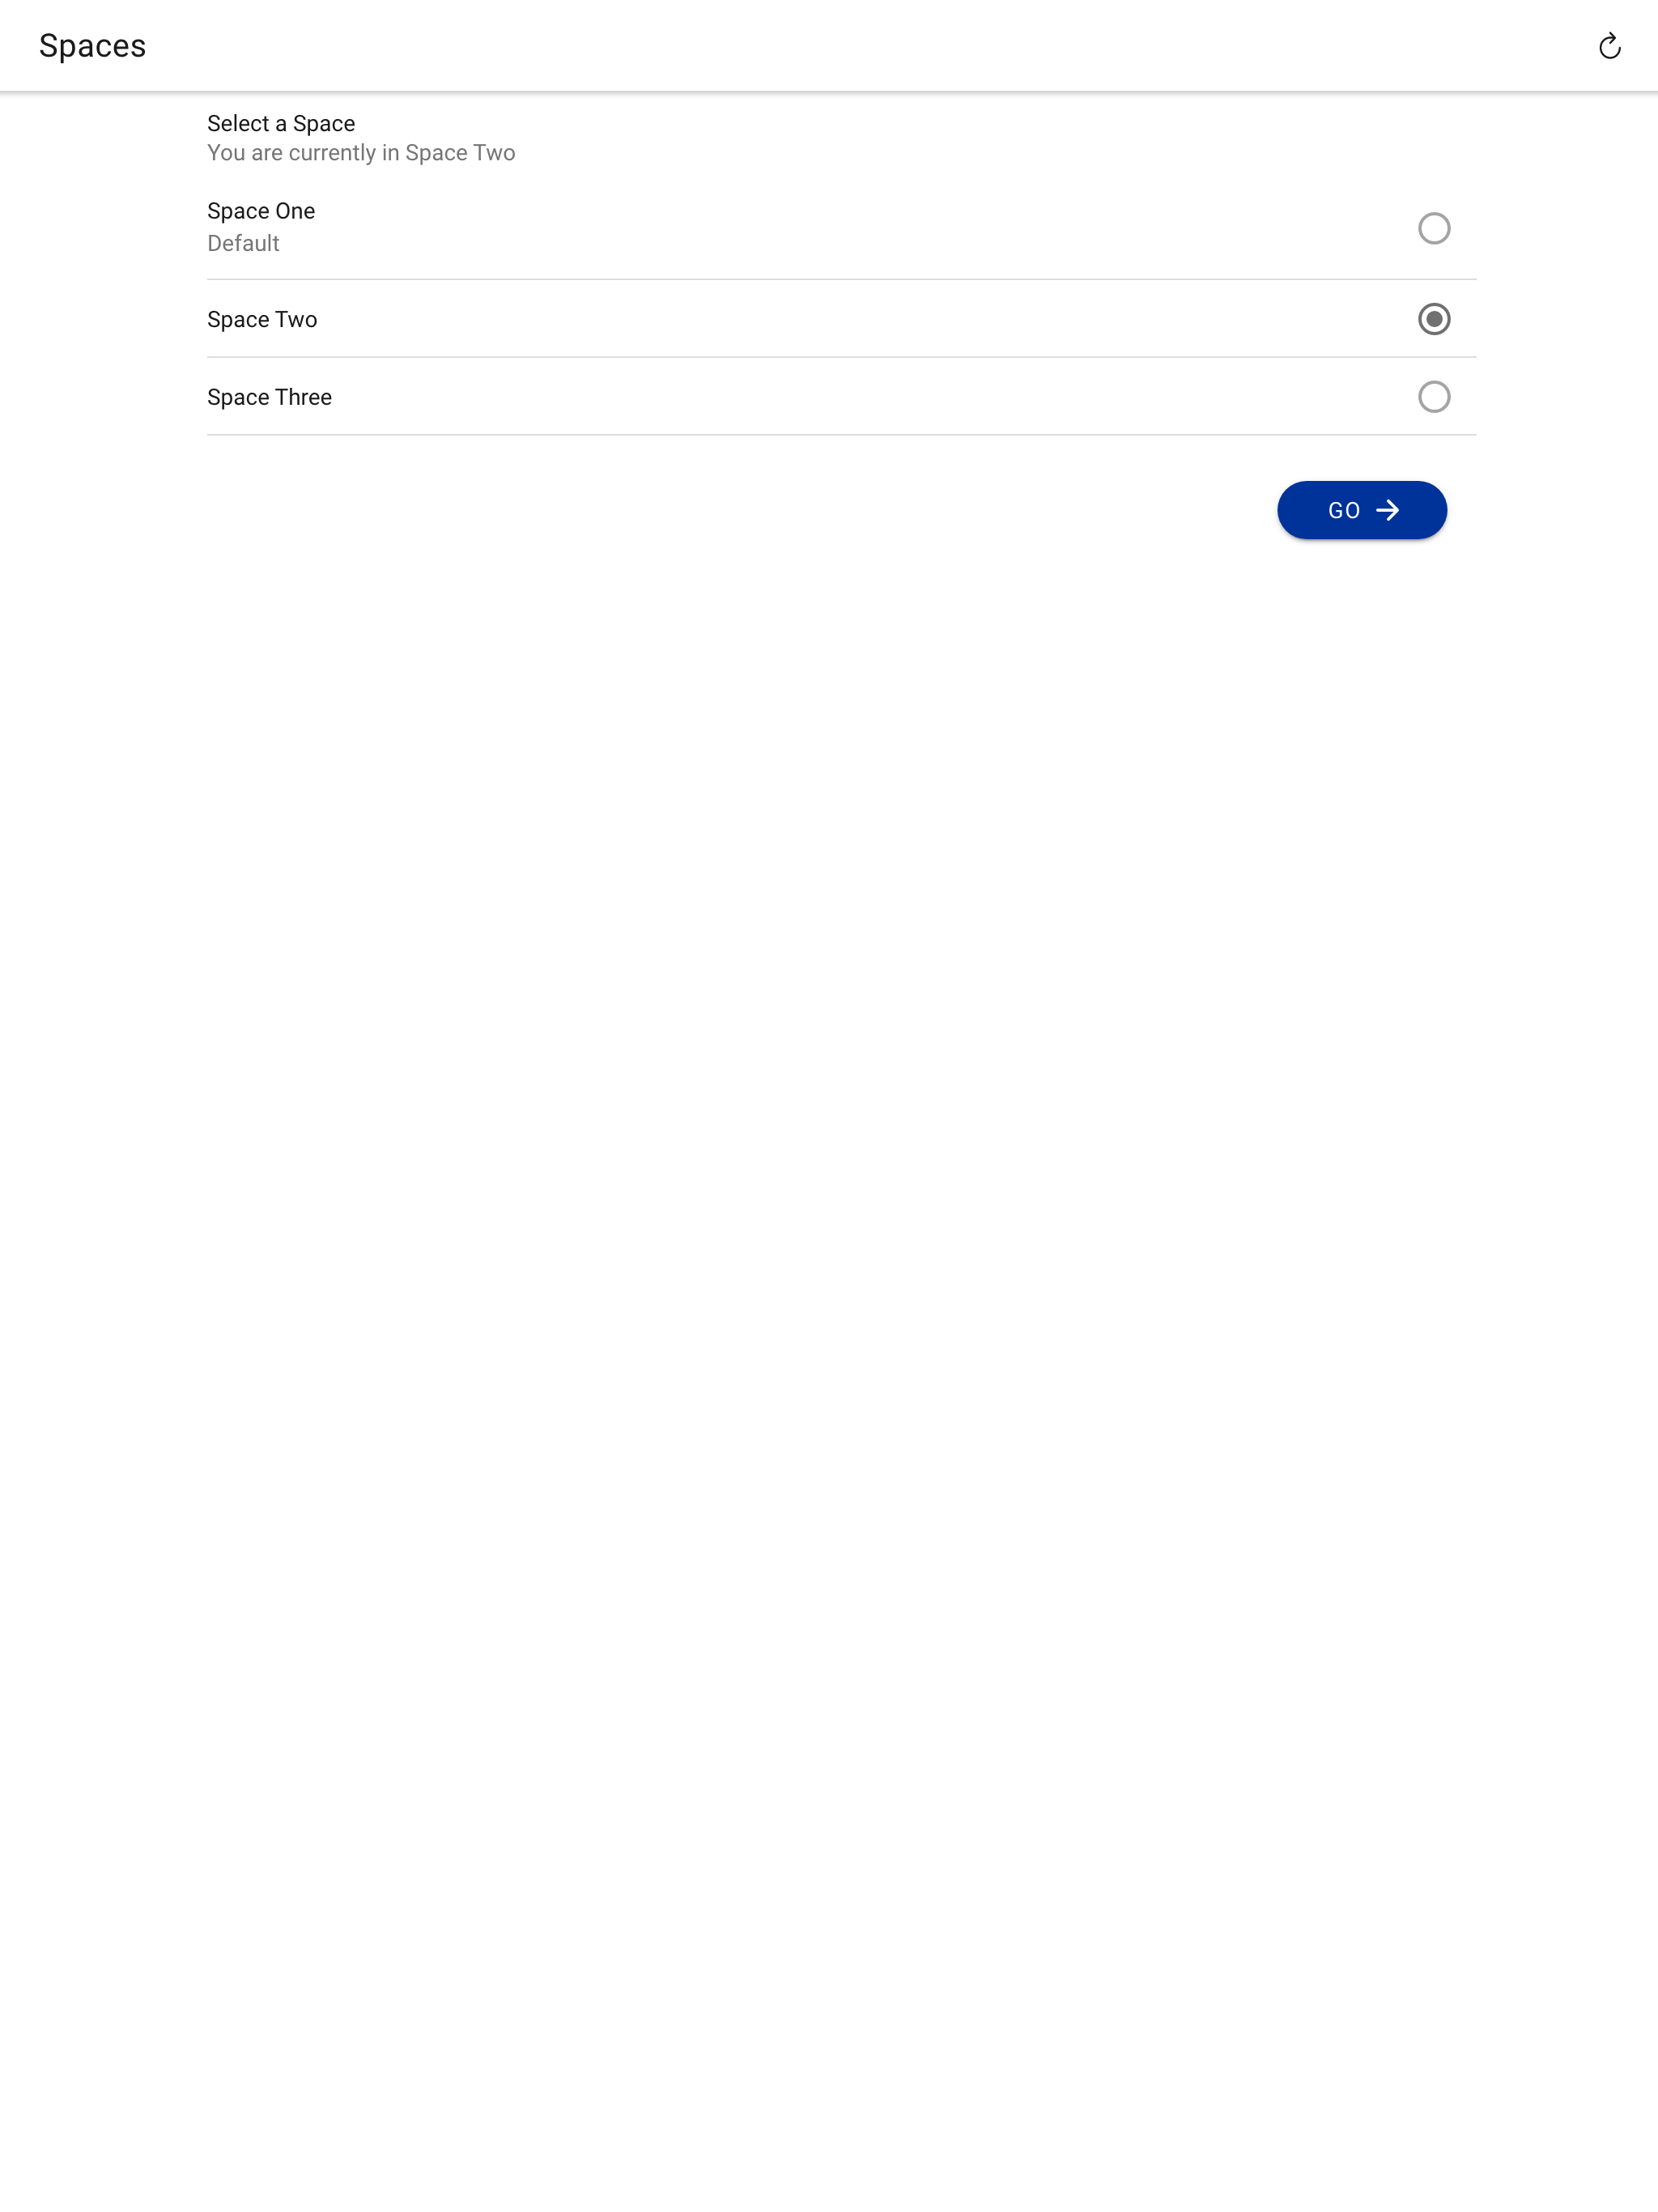 Spaces
Select a Space
You are currently in Space Two
Space One
Default
Space Two
Space Three
GO